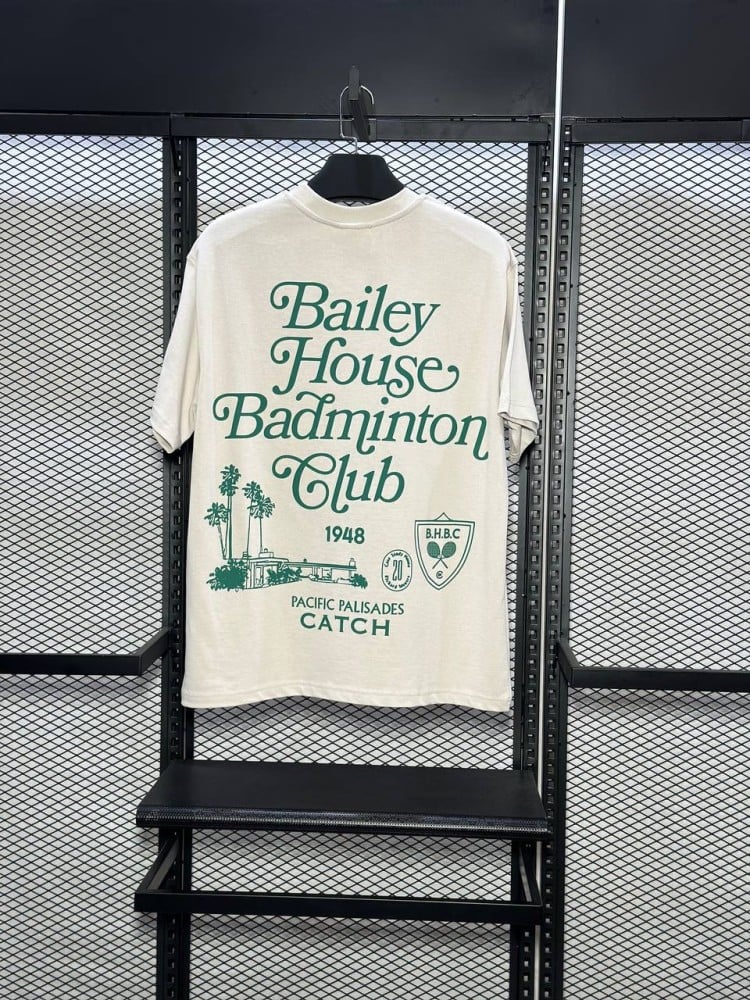 Bailey
House
Badminton
Club
1948
B.H.B.C
20
PACIFIC PALISADES
CATCH